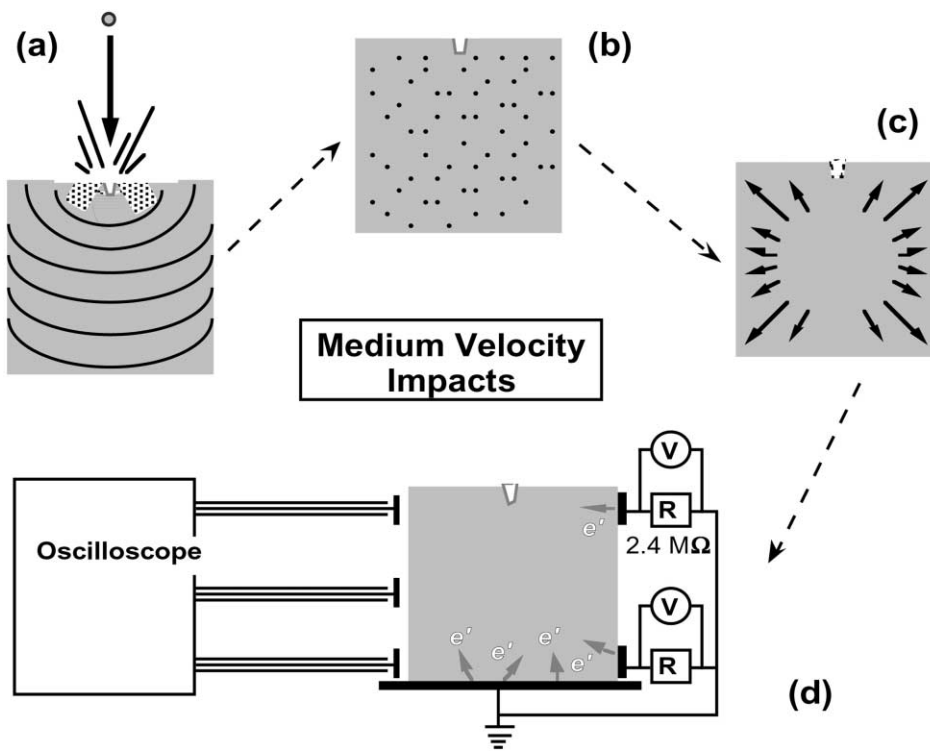 (a)
(b)
(c)
Medium Velocity
Impacts
V
R
2.4 MΩ
Oscilloscope
e'
V
R
e'
e'
e'
e'
(d)